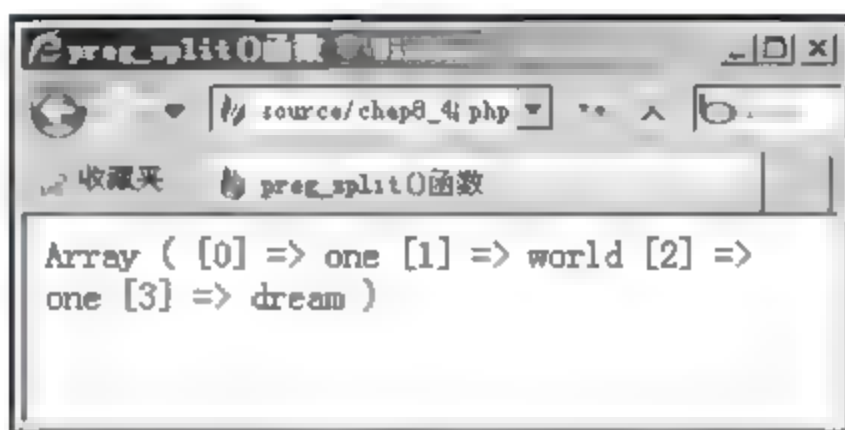 preg_split()函数
source/chap8_4 php
收藏夹 preg_split()函数
Array ( [0] => one [1] => world [2] =>
one [3] => dream )